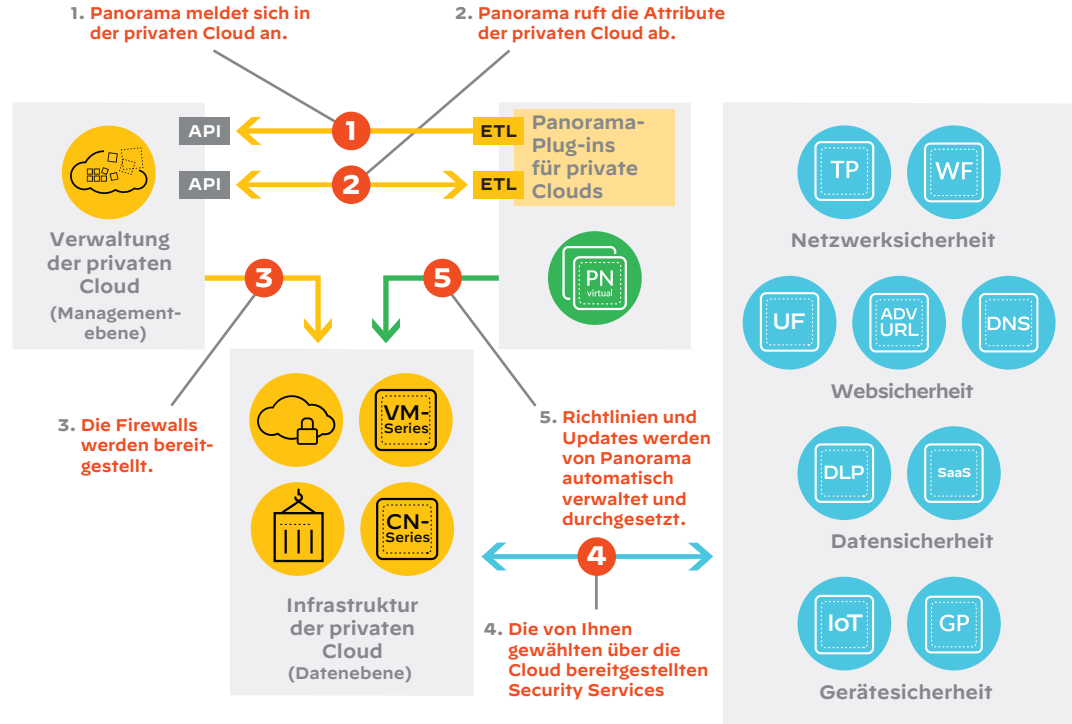 1. Panorama meldet sich in
der privaten Cloud an.
2. Panorama ruft die Attribute
der privaten Cloud ab.
API
1
ETL
API
2
ETL
Panorama-
Plug-ins
für private
Clouds
Verwaltung
der privaten
Cloud
(Management-
ebene)
3
5
PN
virtual
TP
WF
Netzwerksicherheit
UF
ADV
URL
DNS
Websicherheit
3. Die Firewalls
werden bereit-
gestellt.
VM-
Series
CN-
Series
Infrastruktur
der privaten
Cloud
(Datenebene)
5. Richtlinien und
Updates werden
von Panorama
automatisch
verwaltet und
durchgesetzt.
4
4. Die von Ihnen
gewählten über die
Cloud bereitgestellten
Security Services
DLP
SaaS
Datensicherheit
IoT
GP
Gerätesicherheit